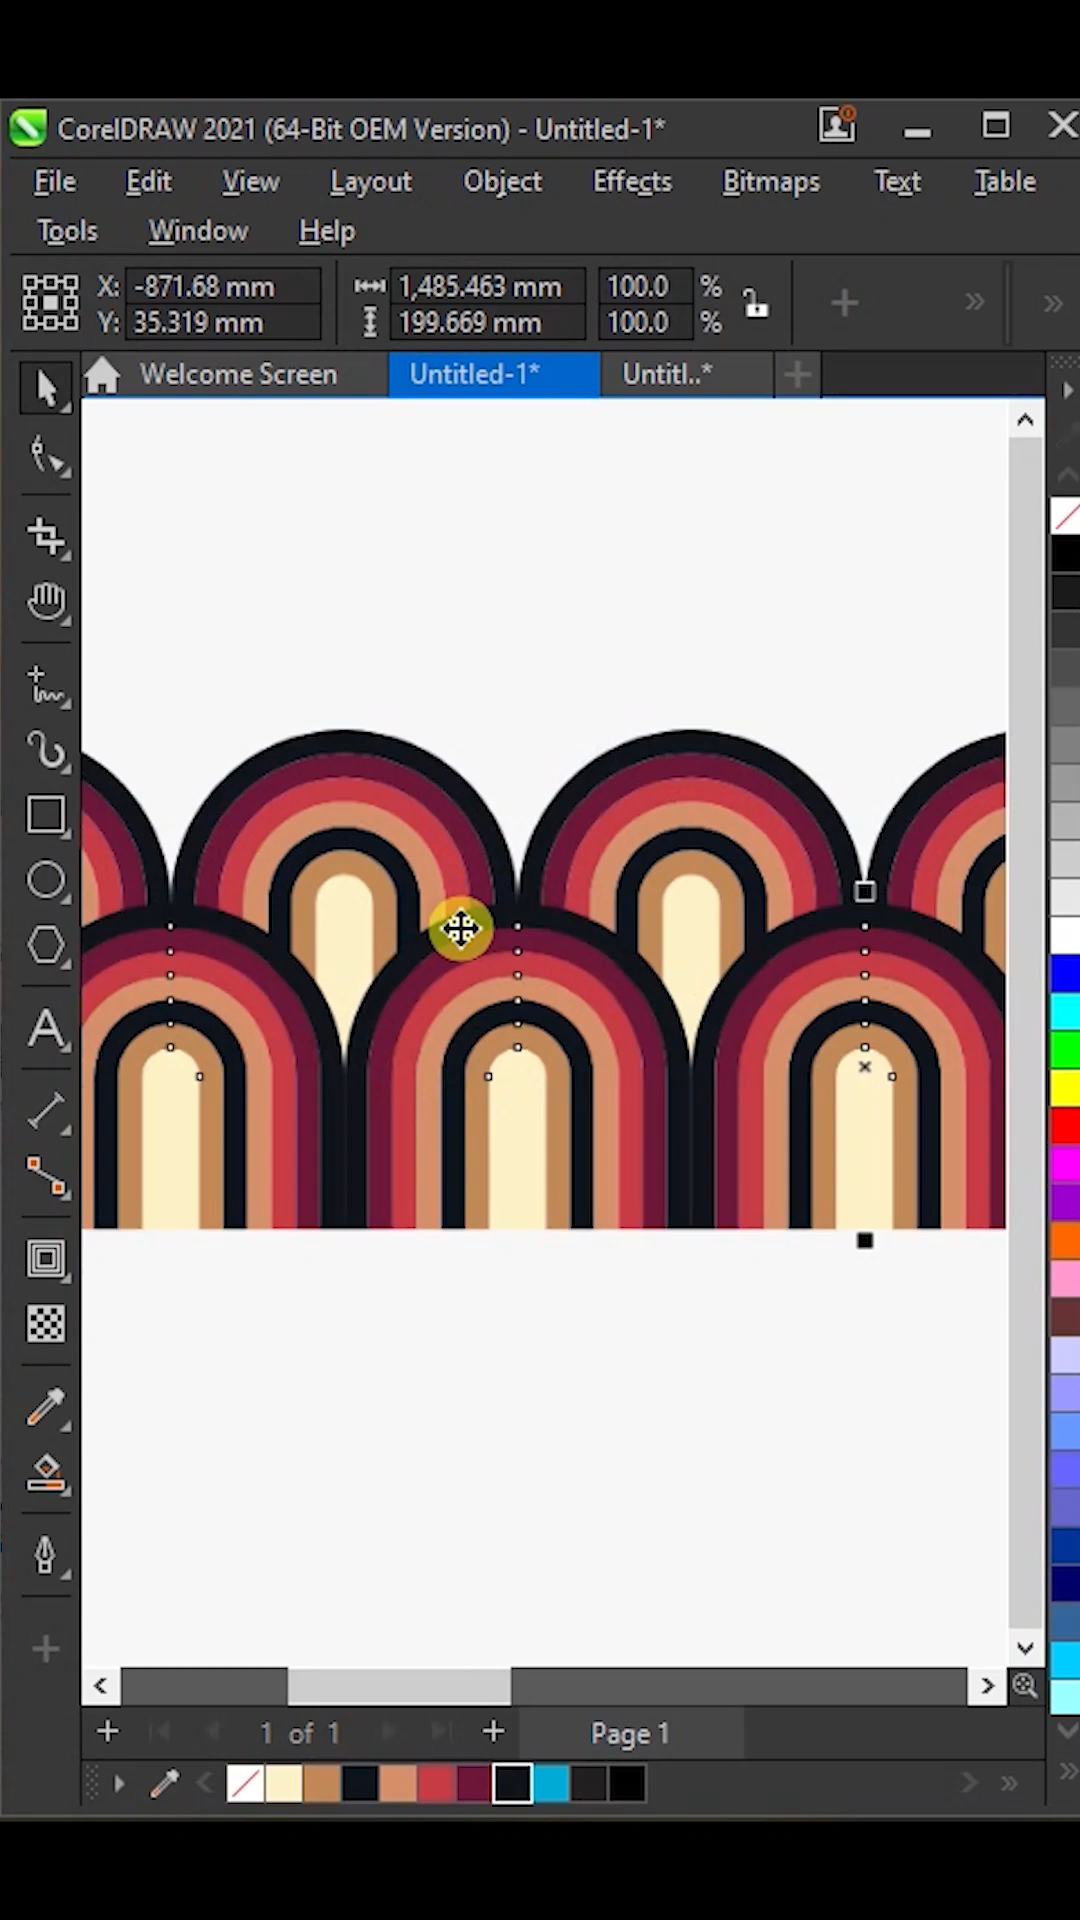 CorelDRAW 2021 (64-Bit OEM Version) - Untitled-1*
File Edit View Layout Object Effects Bitmaps Text Table
Tools Window Help
X: -871.68 mm 1,485.463 mm 100.0 %
Y: 35.319 mm 199.669 mm 100.0 %
Welcome Screen Untitled-1* Untitl..*
1 of 1 Page 1